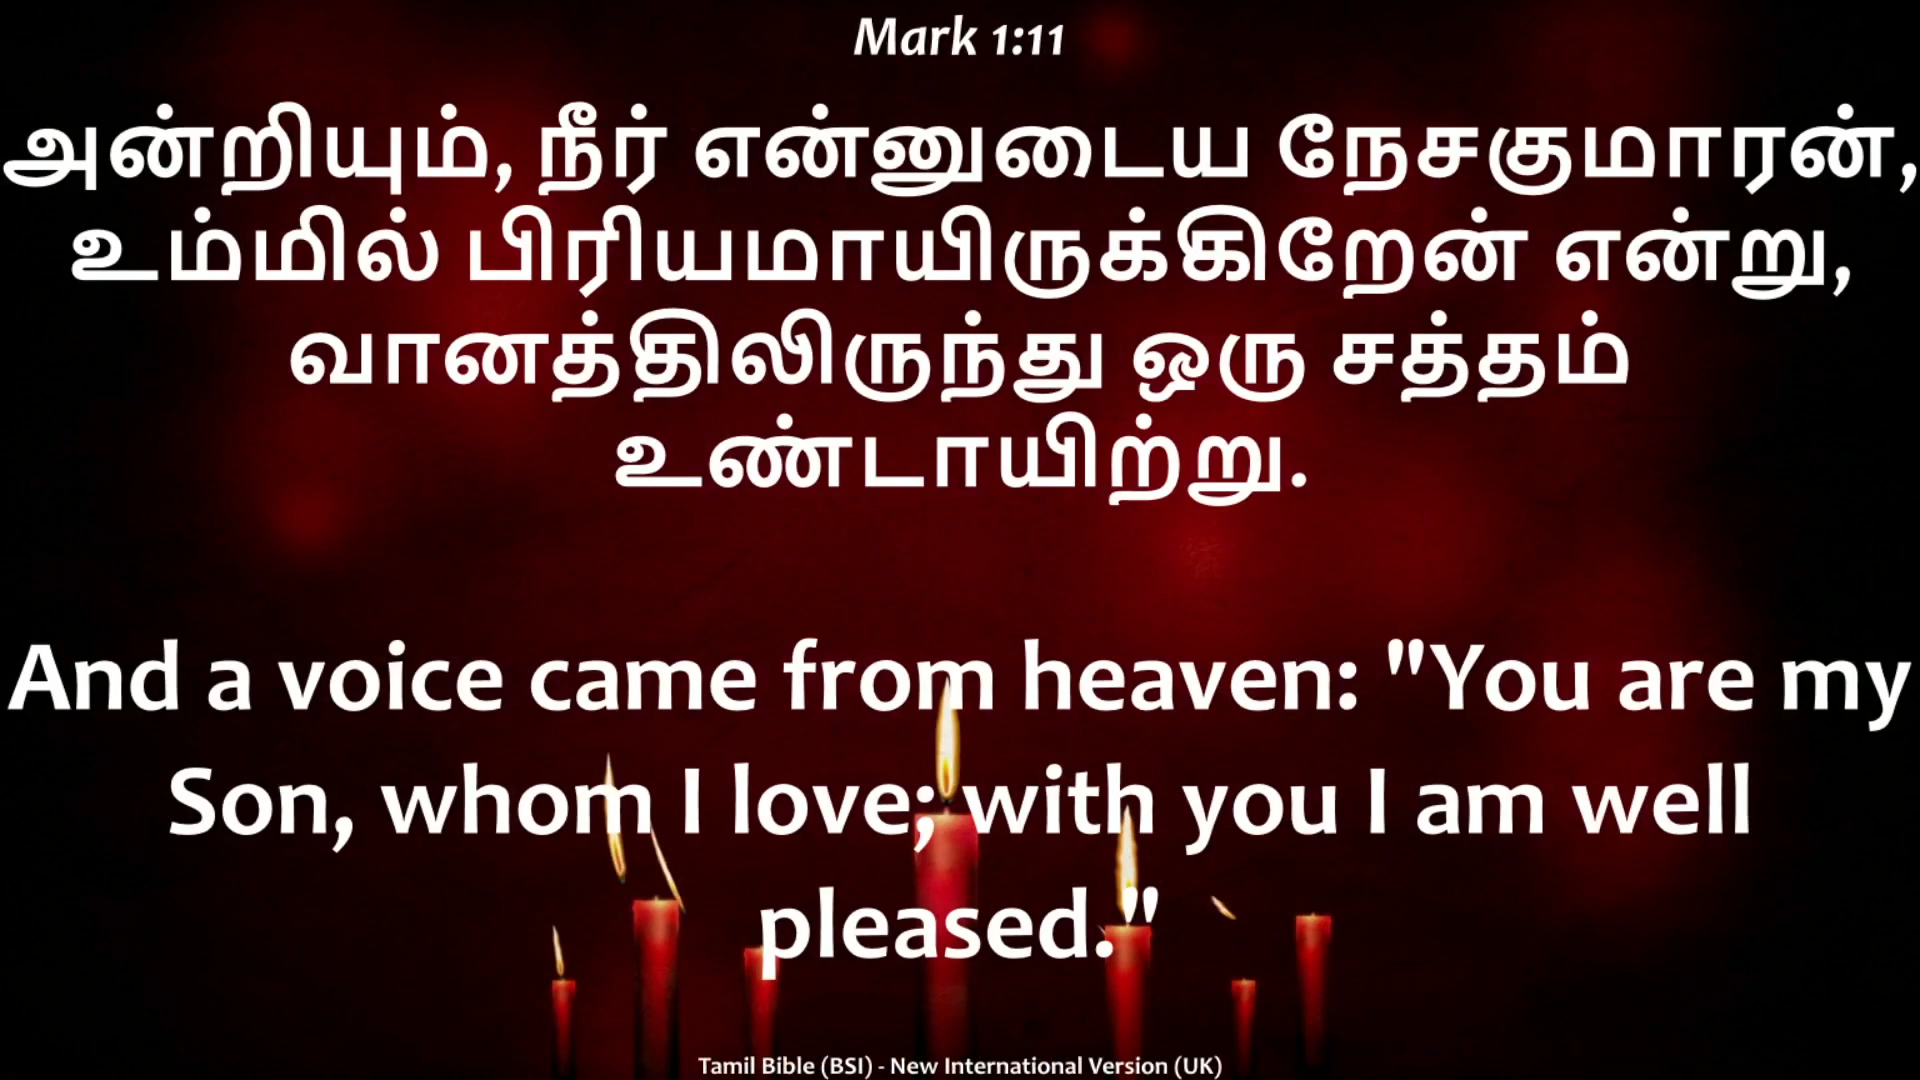 Mark 1:11
அன்றியும், நீர் என்னுடைய நேசகுமாரன்,
உம்மில் பிரியமாயிருக்கிறேன் என்று,
வானத்திலிருந்து ஒரு சத்தம்
உண்டாயிற்று.
And a voice came from heaven: "You are my
Son, whom I love; with you I am well
pleased."
Tamil Bible (BSI) - New International Version (UK)